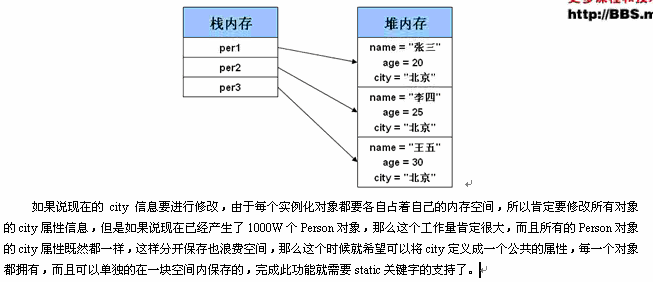 http://BBS.m
栈内存
堆内存
per1
per2
per3
name = "张三"
age = 20
city = "北京"
name = "李四"
age = 25
city = "北京"
name = "王五"
age = 30
city = "北京"
如果说现在的 city 信息要进行修改,由于每个实例化对象都要各自占着自己的内存空间,所以肯定要修改所有对象
的 city 属性信息,但是如果说现在已经产生了 1000W 个 Person 对象,那么这个工作量肯定很大,而且所有的 Person 对象
的 city 属性既然都一样,这样分开保存也浪费空间,那么这个时候就希望可以将 city 定义成一个公共的属性,每一个对象
都拥有,而且可以单独的在一块空间内保存的,完成此功能就需要 static 关键字的支持了。